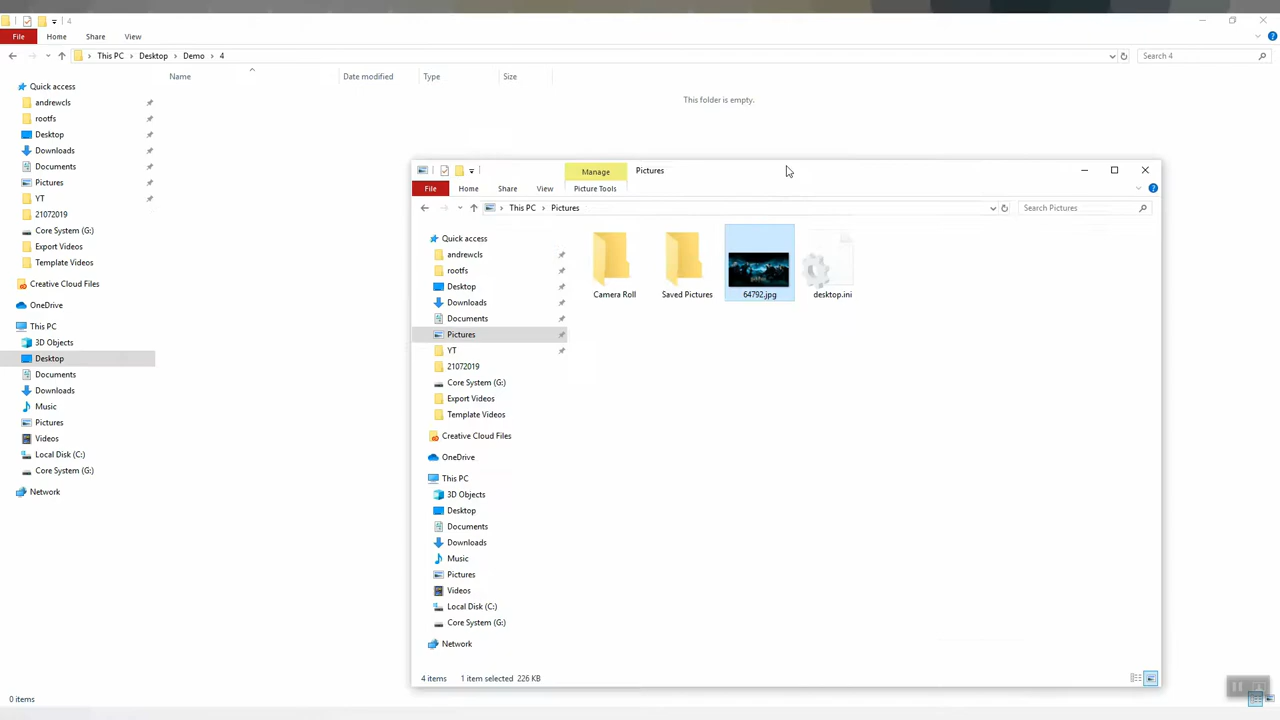 4
File Home Share View
This PC Desktop Demo 4 Search 4
Name Date modified Type Size
This folder is empty.
Quick access
andrewcls
rootfs
Desktop
Downloads
Documents
Pictures
YT
21072019
Core System (G:)
Export Videos
Template Videos
Creative Cloud Files
OneDrive
This PC
3D Objects
Desktop
Documents
Downloads
Music
Pictures
Videos
Local Disk (C:)
Core System (G:)
Network
0 items
Manage Pictures
File Home Share View Picture Tools
This PC Pictures Search Pictures
Quick access
andrewcls
rootfs
Desktop
Downloads
Documents
Pictures
YT
21072019
Core System (G:)
Export Videos
Template Videos
Creative Cloud Files
OneDrive
This PC
3D Objects
Desktop
Documents
Downloads
Music
Pictures
Videos
Local Disk (C:)
Core System (G:)
Network
Camera Roll Saved Pictures 64792.jpg desktop.ini
4 items 1 item selected 226 KB